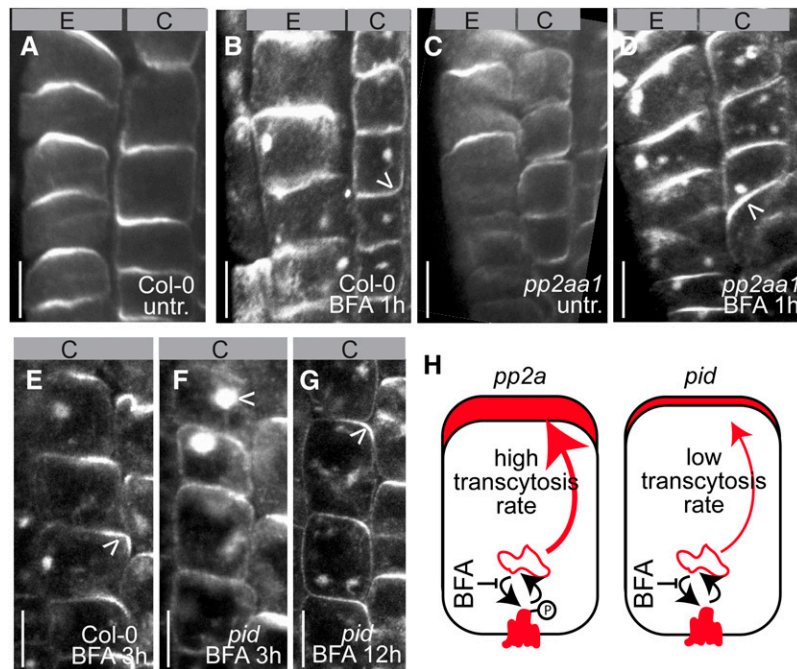 E C
A
Col-0
untr.
E C
B
Col-0
BFA 1h
E C
C
pp2aa1
untr.
E C
D
pp2aa1
BFA 1h
C
E
Col-0
BFA 3h
C
F
pid
BFA 3h
C
G
pid
BFA 12h
H
pp2a
high
transcytosis
rate
BFA
P
pid
low
transcytosis
rate
BFA